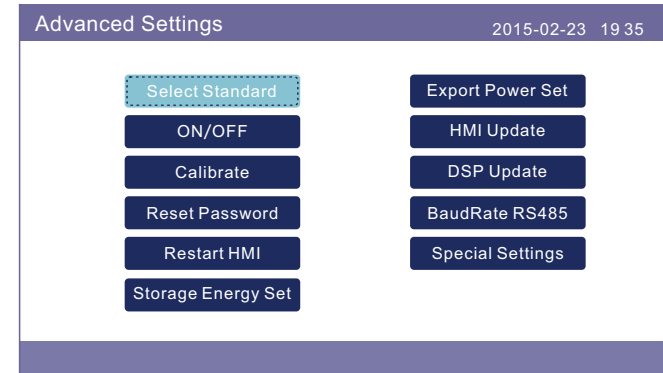 Advanced Settings
2015-02-23 19 35
Select Standard
Export Power Set
ON/OFF
HMI Update
Calibrate
DSP Update
Reset Password
BaudRate RS485
Restart HMI
Special Settings
Storage Energy Set